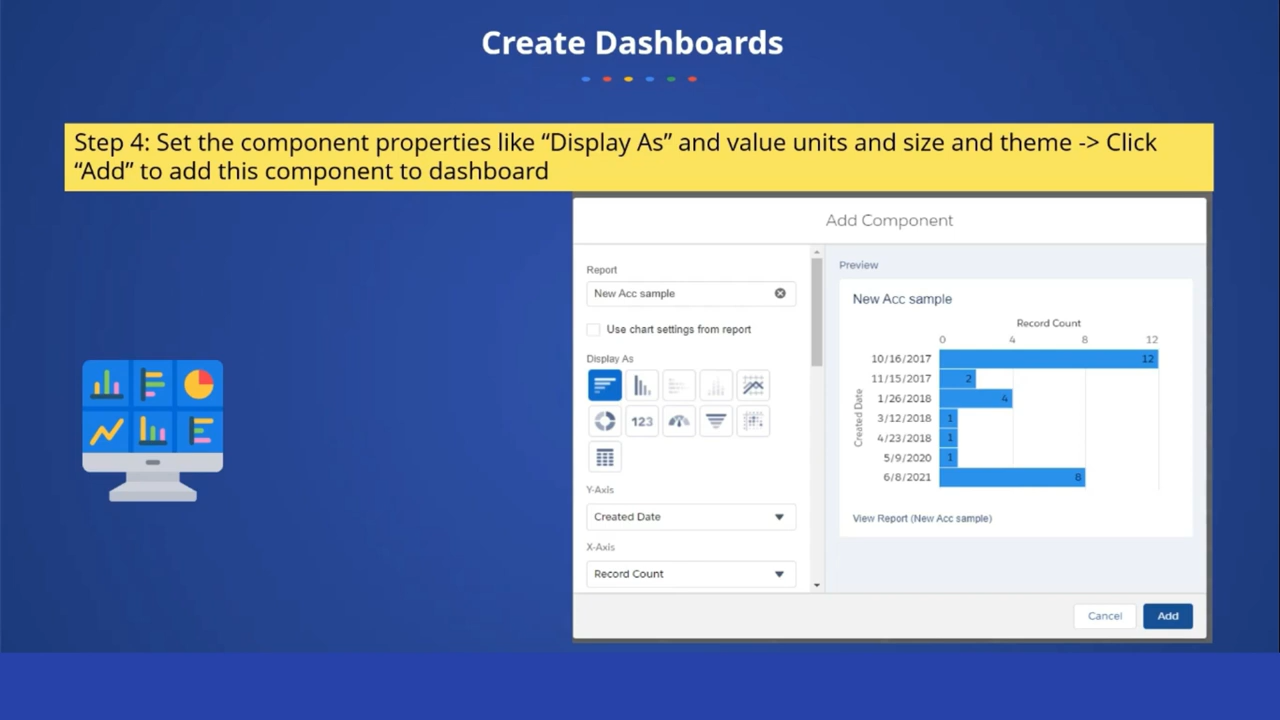 Create Dashboards
Step 4: Set the component properties like “Display As” and value units and size and theme -> Click
“Add” to add this component to dashboard
Add Component
Report
New Acc sample
Use chart settings from report
Display As
123
Y-Axis
Created Date
X-Axis
Record Count
Preview
New Acc sample
Record Count
0 4 8 12
Created Date
10/16/2017 12
11/15/2017 2
1/26/2018 4
3/12/2018 1
4/23/2018 1
5/9/2020 1
6/8/2021 8
View Report (New Acc sample)
Cancel Add